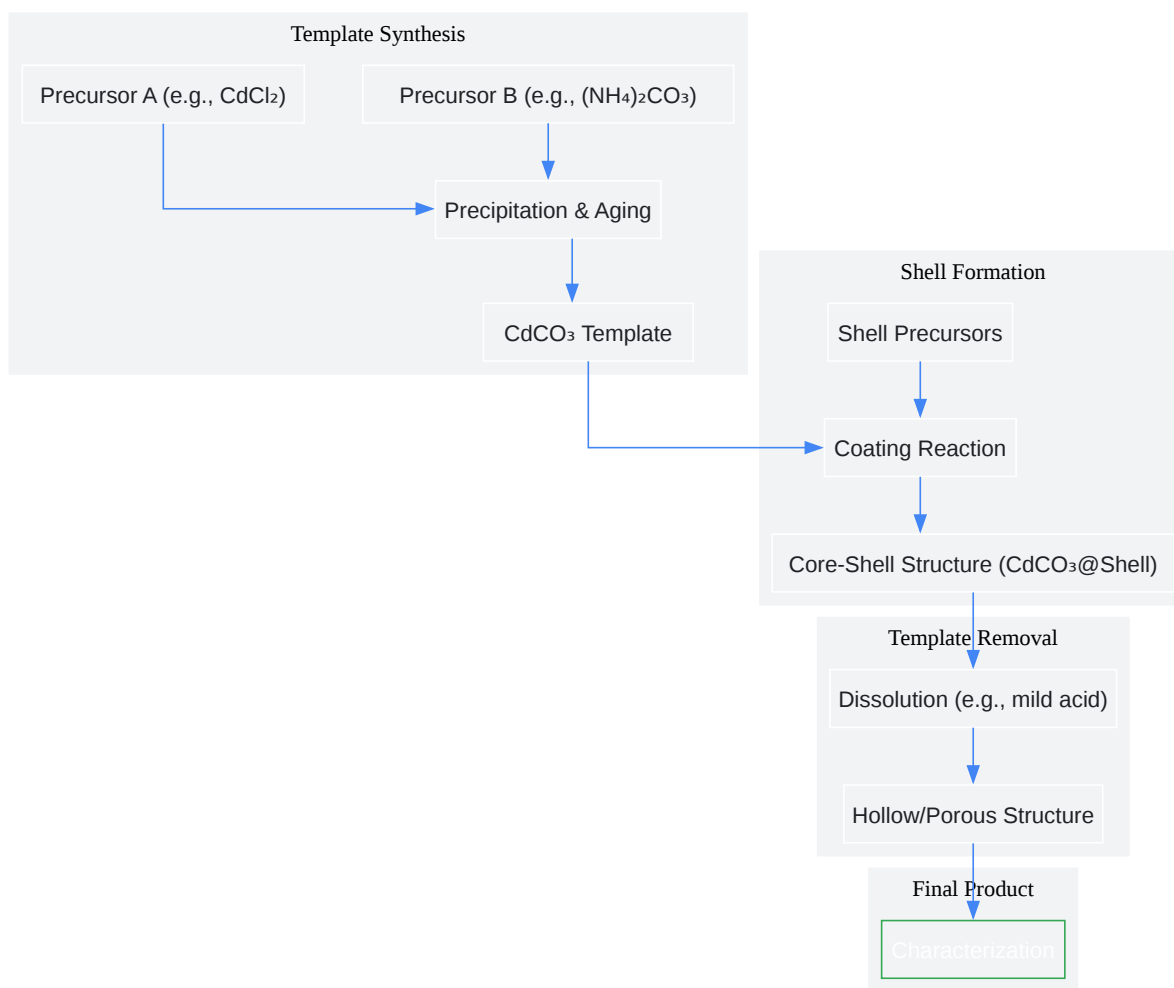 Template Synthesis
Precursor A (e.g., CdCl₂)
Precursor B (e.g., (NH₄)₂CO₃)
Precipitation & Aging
CdCO₃ Template
Shell Formation
Shell Precursors
Coating Reaction
Core-Shell Structure (CdCO₃@Shell)
Template Removal
Dissolution (e.g., mild acid)
Hollow/Porous Structure
Final Product
Characterization